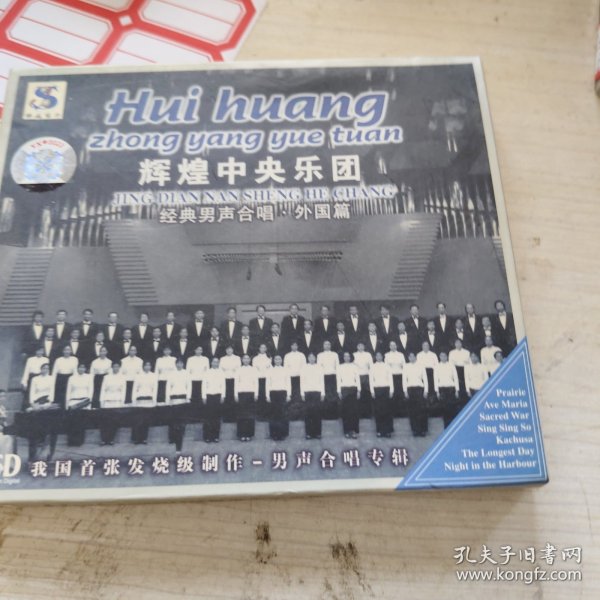 Hui huang
zhong yang yue tuan
辉煌中央乐团
JING DIAN NAN SHENG HE CHANG
经典男声合唱·外国篇
Prairie
Ave Maria
Sacred War
Sing Sing So
Kachusa
The Longest Day
Night in the Harbour
我国首张发烧级制作-男声合唱专辑
孔夫子旧书网
www.kongfz.com